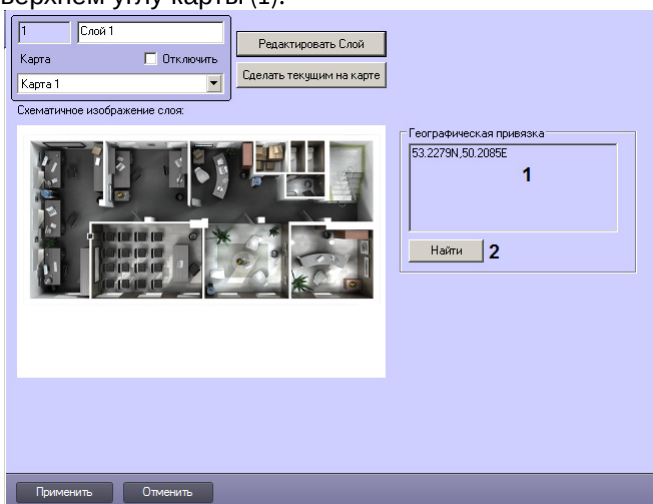 верхнем углу карты (1).
1 Слой 1
Редактировать Слой
Карта Отключить
Сделать текущим на карте
Карта 1
Схематичное изображение слоя:
Географическая привязка
53.2279N,50.2085E
1
Найти 2
Применить Отменить